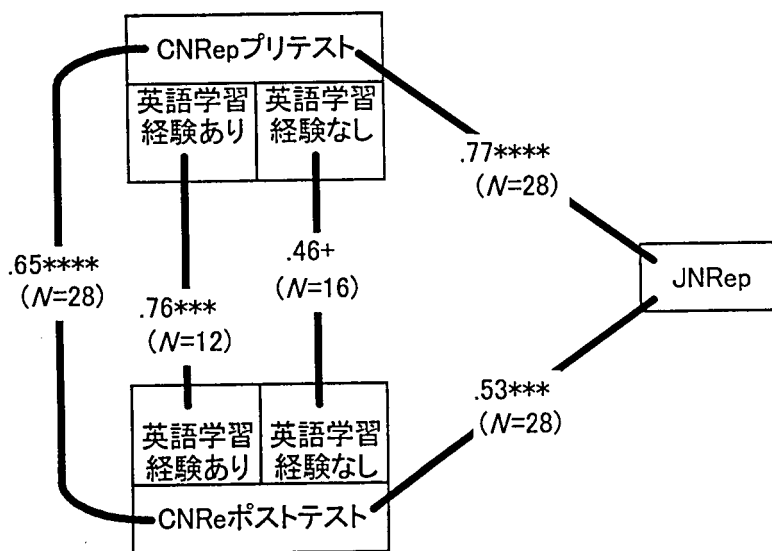 CNRepプリテスト
英語学習
経験あり
英語学習
経験なし
.77****
(N=28)
.65****
(N=28)
.76***
(N=12)
.46+
(N=16)
JNRep
.53***
(N=28)
英語学習
経験あり
英語学習
経験なし
CNReポストテスト